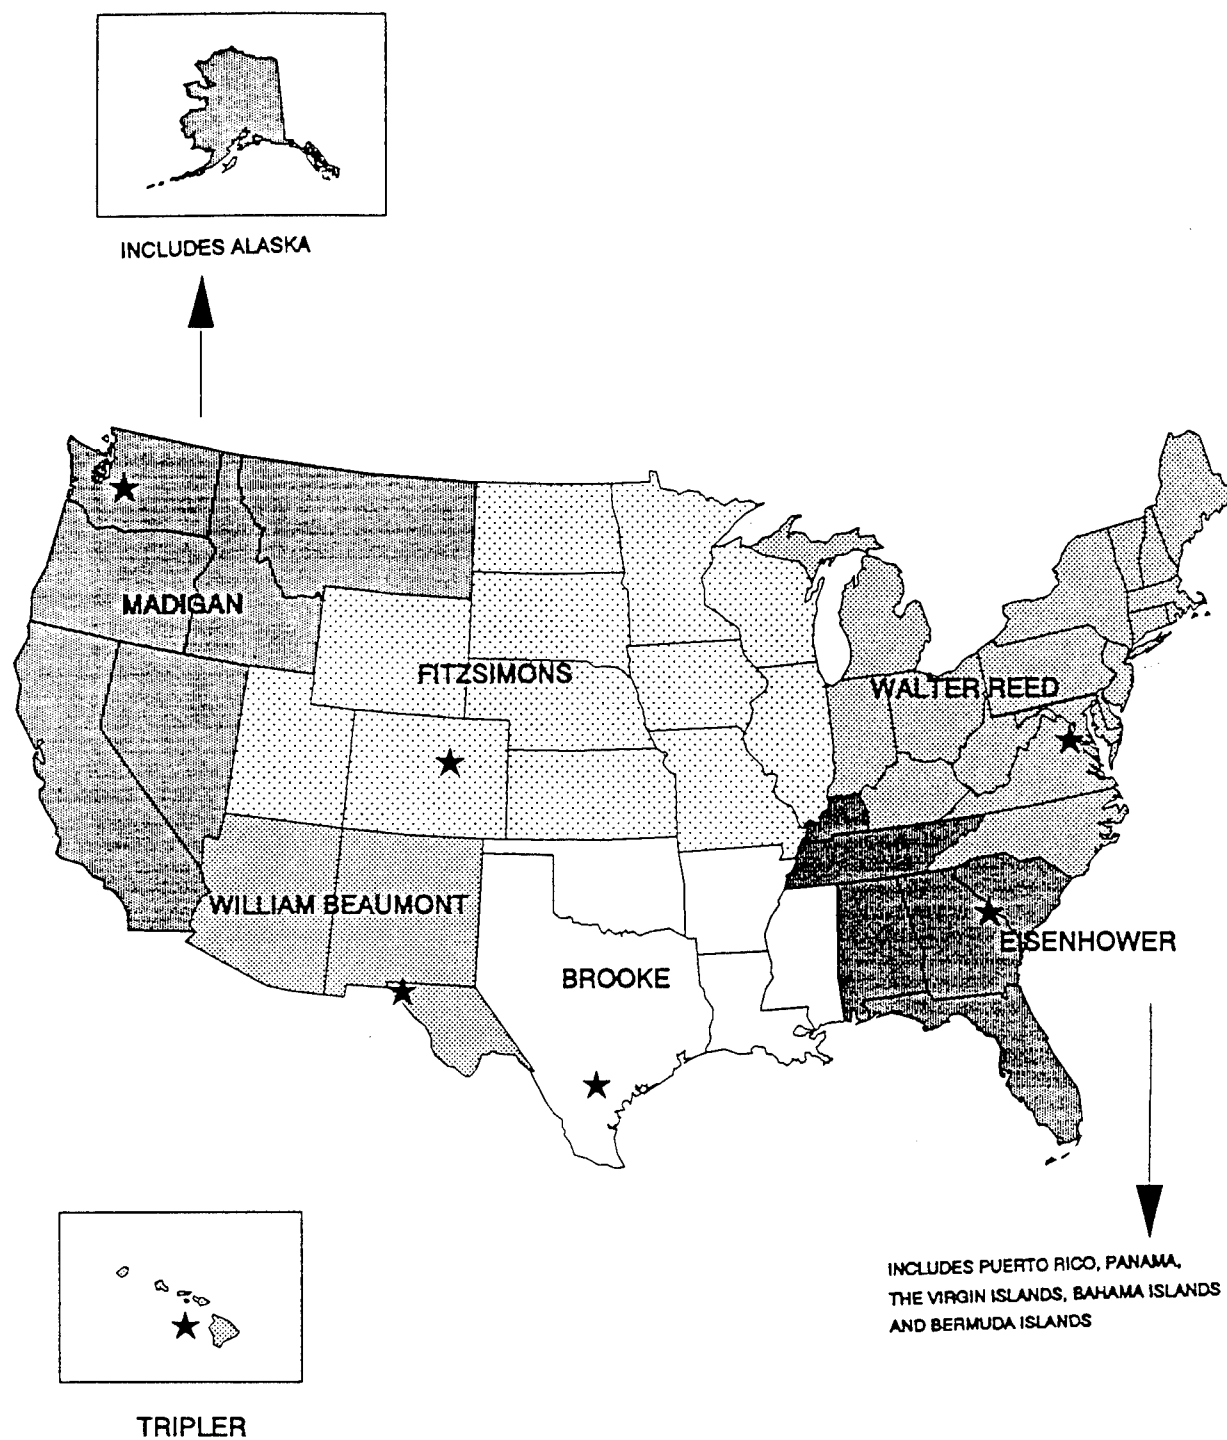 INCLUDES ALASKA
MADIGAN
FITZSIMONS
WALTER REED
WILLIAM BEAUMONT
EISENHOWER
BROOKE
INCLUDES PUERTO RICO, PANAMA,
THE VIRGIN ISLANDS, BAHAMA ISLANDS
AND BERMUDA ISLANDS
TRIPLER